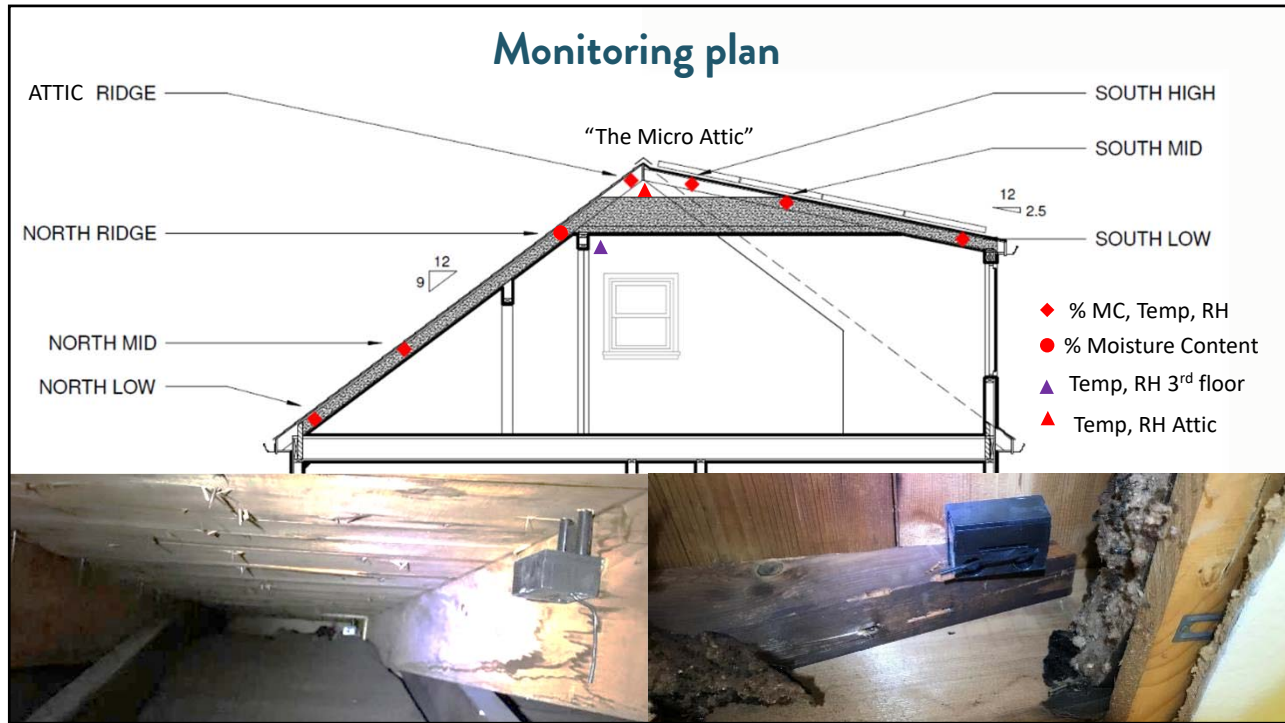 Monitoring plan
ATTIC RIDGE
SOUTH HIGH
“The Micro Attic”
SOUTH MID
12
2.5
NORTH RIDGE
SOUTH LOW
12
9
% MC, Temp, RH
NORTH MID
% Moisture Content
NORTH LOW
Temp, RH 3rd floor
Temp, RH Attic